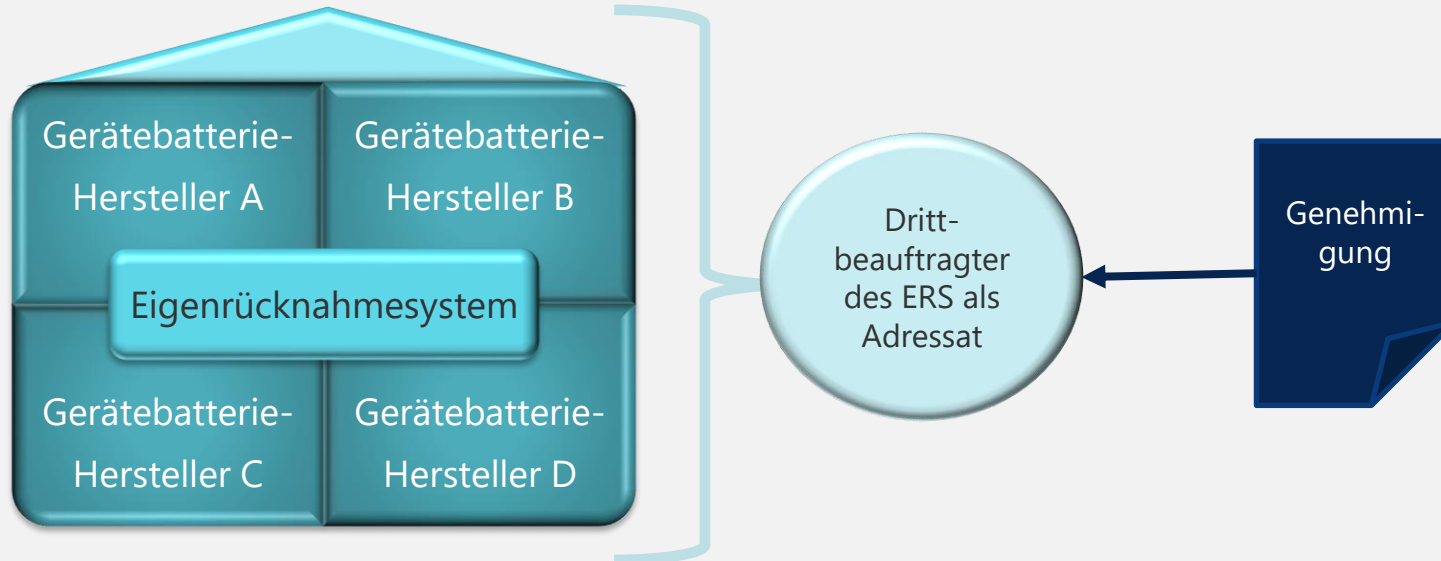 Gerätebatterie-
Hersteller A
Gerätebatterie-
Hersteller B
Eigenrücknahmesystem
Gerätebatterie-
Hersteller C
Gerätebatterie-
Hersteller D
Dritt-
beauftragter
des ERS als
Adressat
Genehmi-
gung